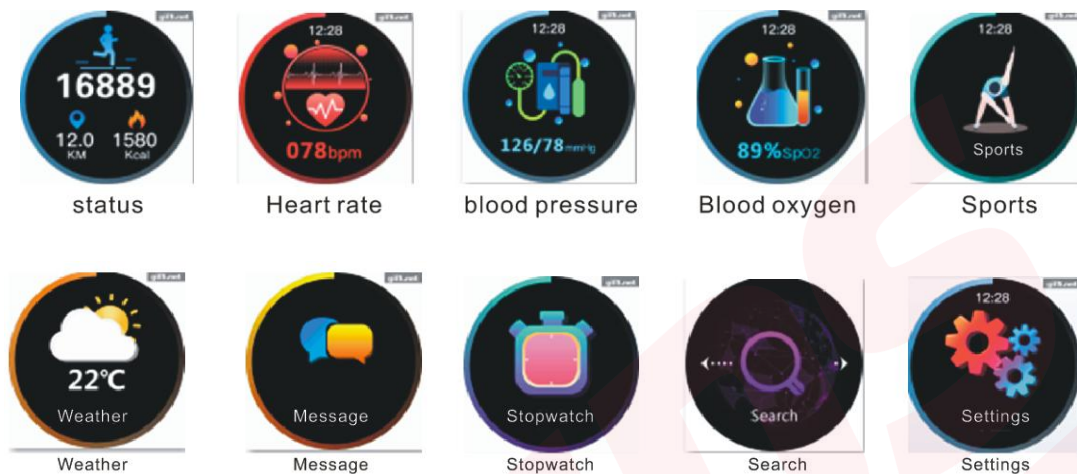 gifr.net
16889
12.0
KM
1580
Kcal
status
12:28
078bpm
Heart rate
12:28
126/78mmHg
blood pressure
12:28
89%SpO2
Blood oxygen
Sports
Sports
22℃
Weather
Weather
Message
Message
Stopwatch
Stopwatch
Search
Search
12:28
Settings
Settings